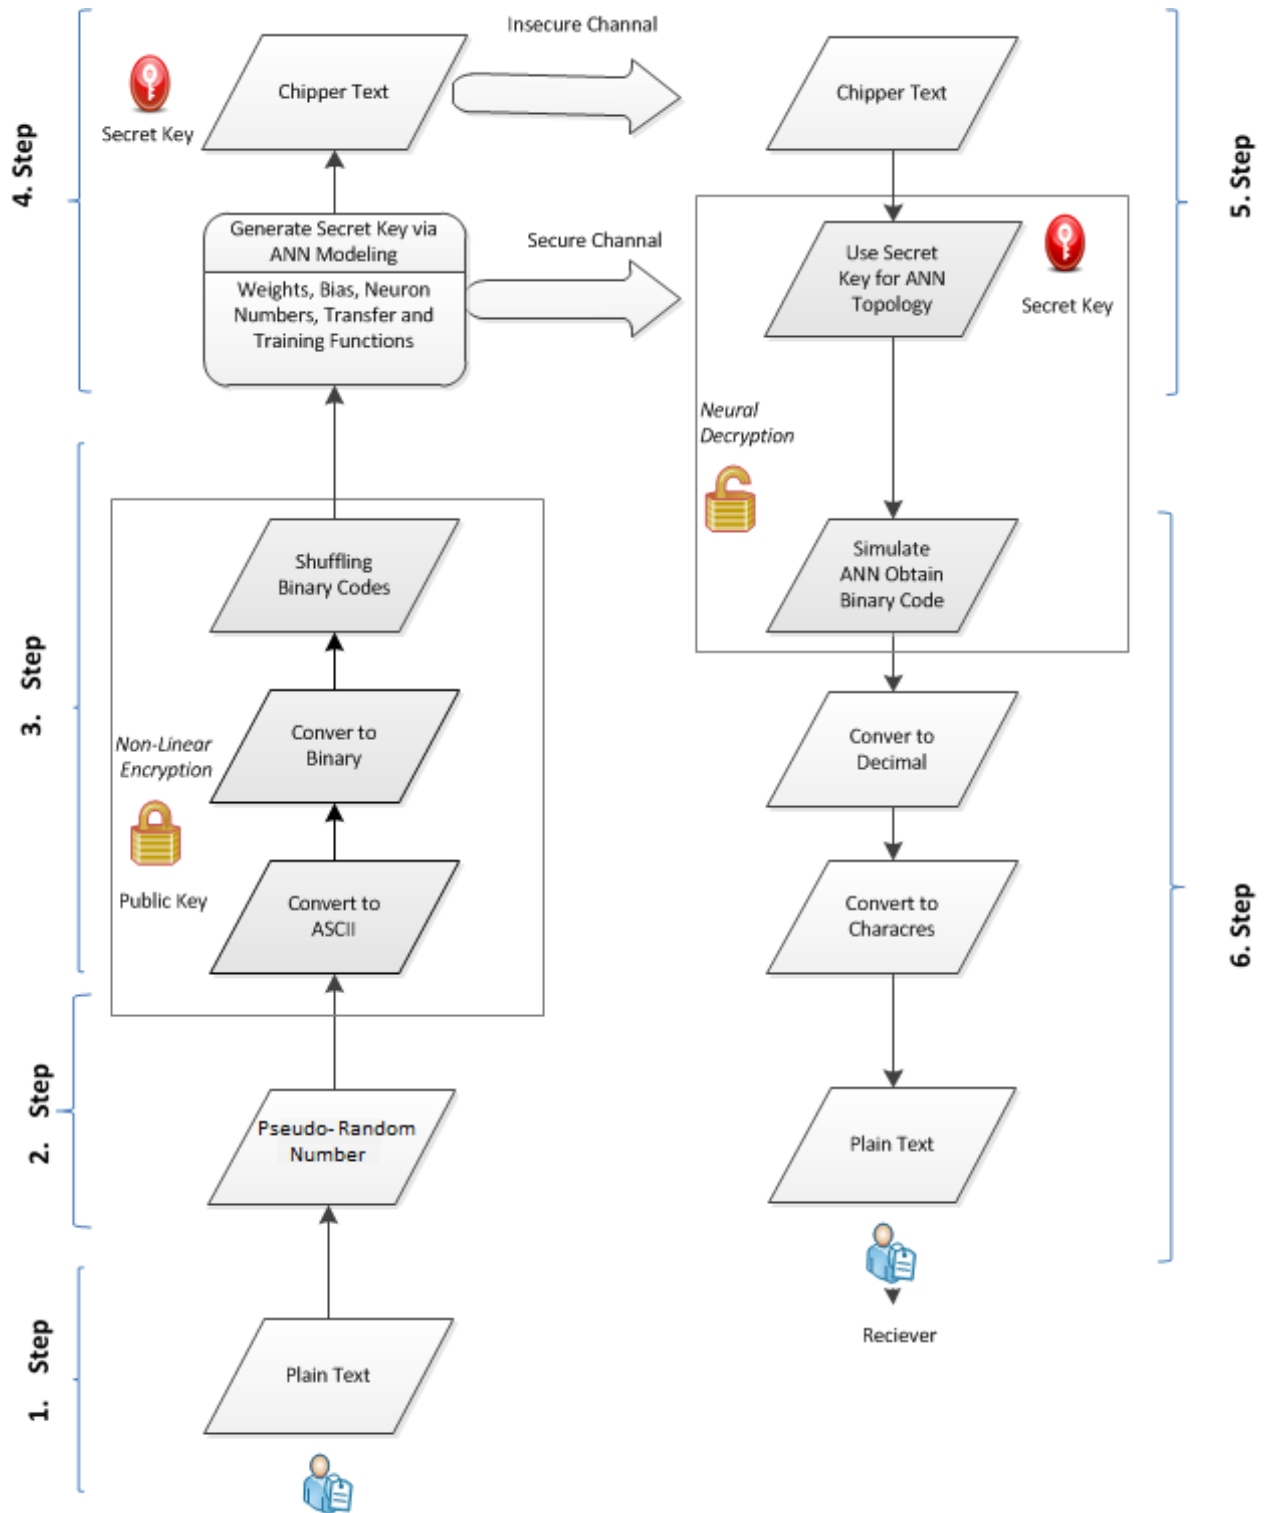 Insecure Channal
Chipper Text
Secret Key
4. Step
Generate Secret Key via
ANN Modeling
Weights, Bias, Neuron
Numbers, Transfer and
Training Functions
Secure Channal
Chipper Text
5. Step
Use Secret
Key for ANN
Topology
Secret Key
Neural
Decryption
Shuffling
Binary Codes
3. Step
Non-Linear
Encryption
Conver to
Binary
Public Key
Convert to
ASCII
Simulate
ANN Obtain
Binary Code
Conver to
Decimal
Convert to
Characres
6. Step
2. Step
Pseudo-Random
Number
Plain Text
Reciever
1. Step
Plain Text